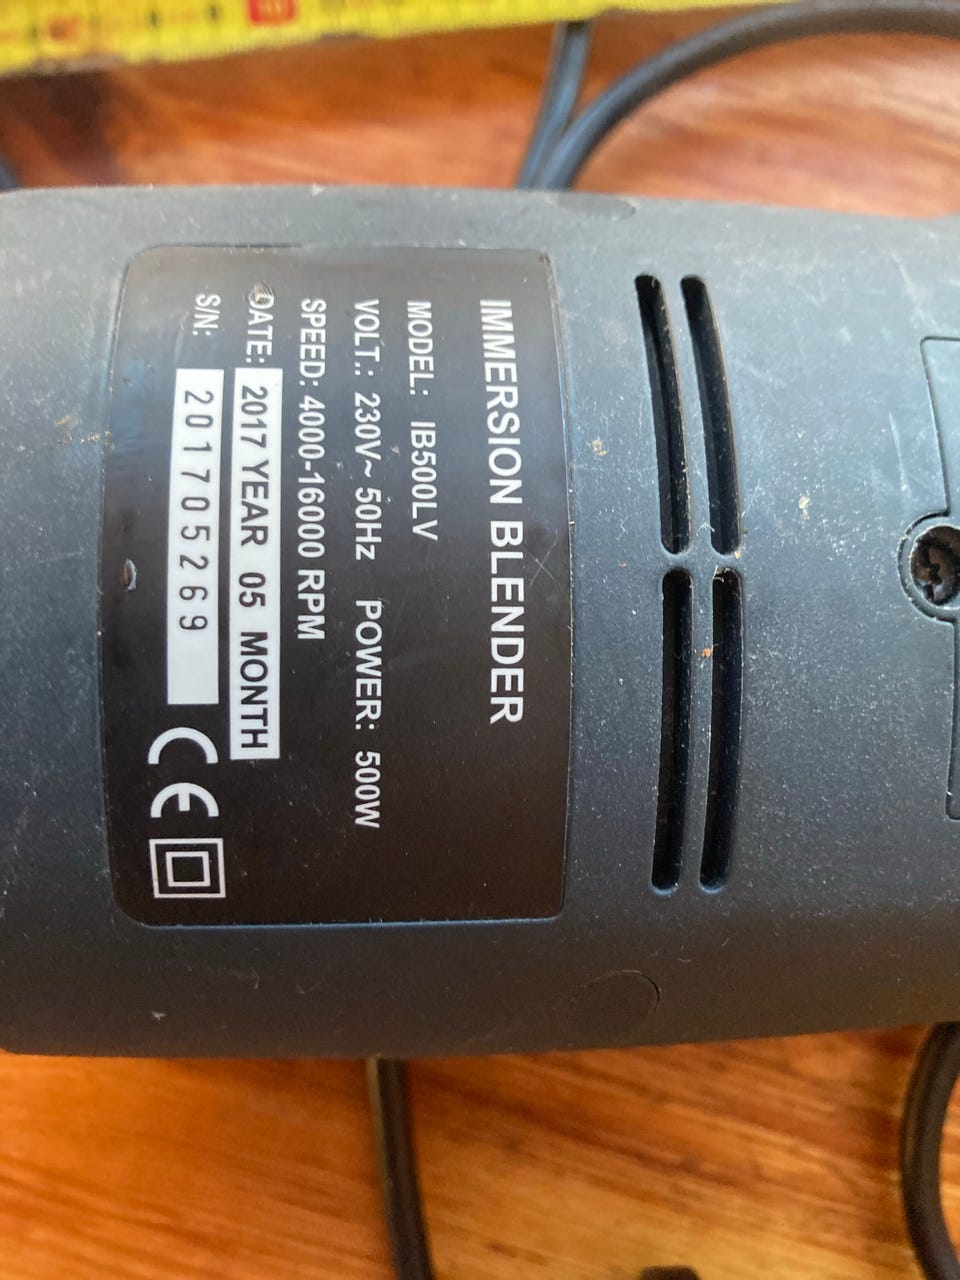 IMMERSION BLENDER
MODEL: IB500LV
VOLT.: 230V~ 50Hz POWER: 500W
SPEED: 4000-16000 RPM
DATE: 2017 YEAR 05 MONTH
S/N: 201705269
CE